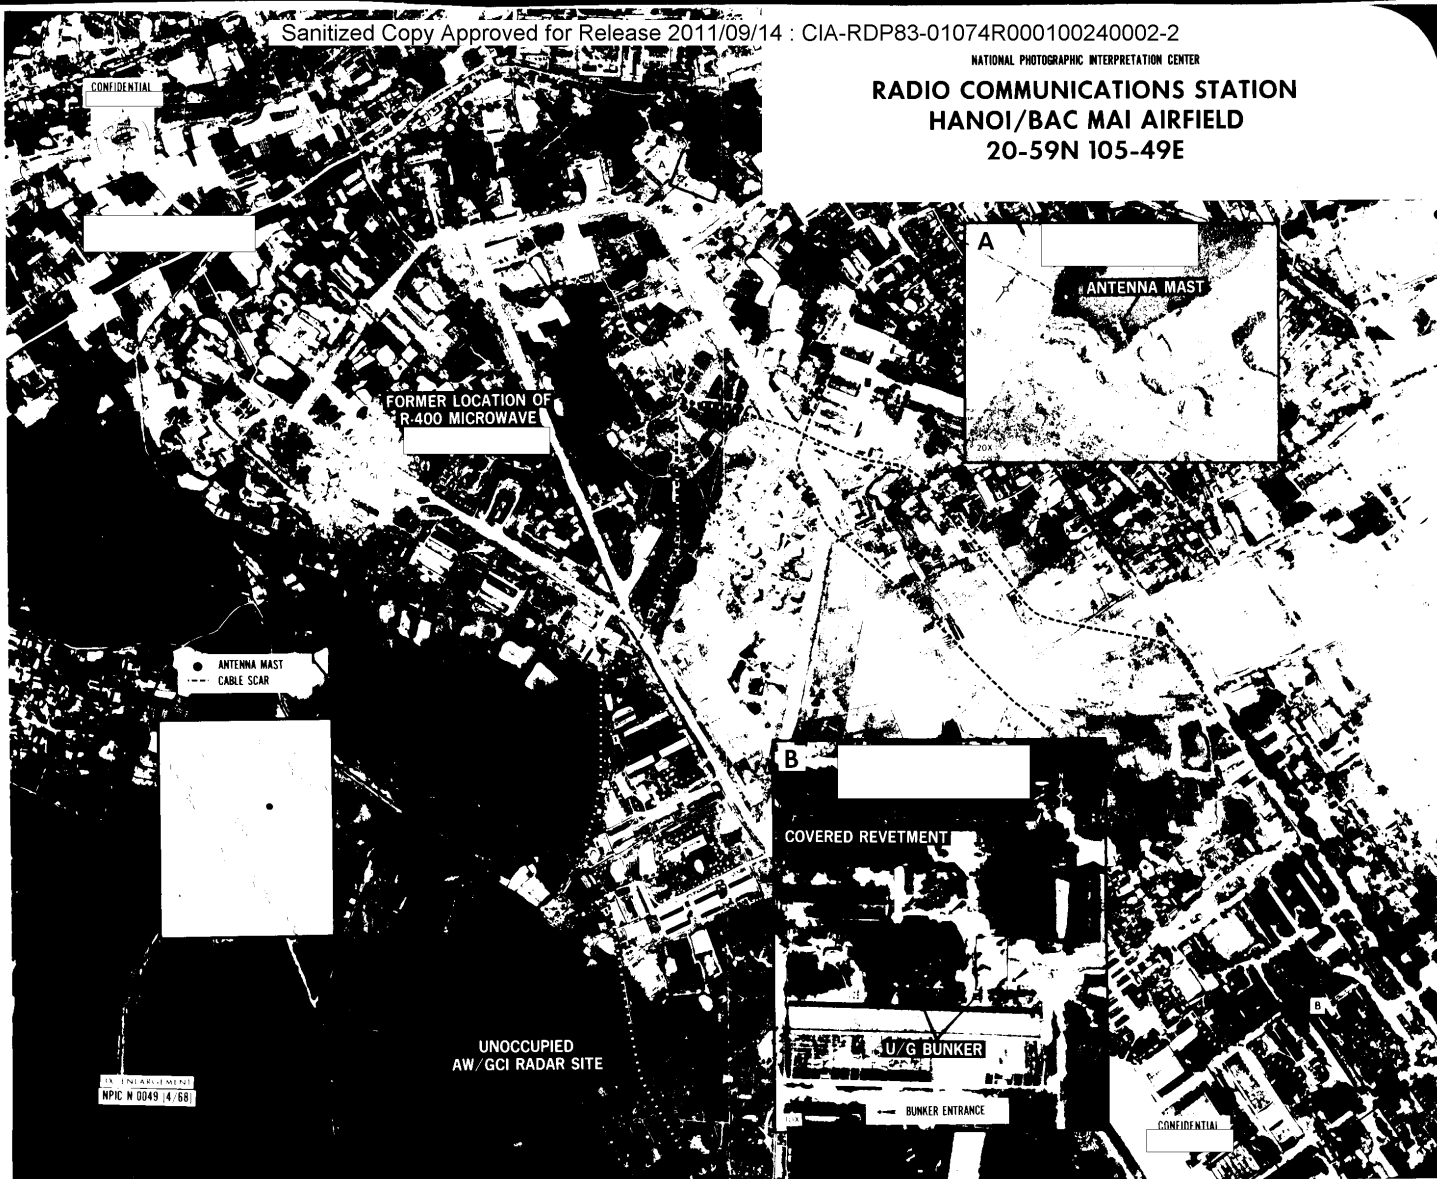 Sanitized Copy Approved for Release 2011/09/14 : CIA-RDP83-01074R000100240002-2
NATIONAL PHOTOGRAPHIC INTERPRETATION CENTER
RADIO COMMUNICATIONS STATION
HANOI/BAC MAI AIRFIELD
20-59N 105-49E
CONFIDENTIAL
A
A
ANTENNA MAST
20X
FORMER LOCATION OF
R-400 MICROWAVE
ANTENNA MAST
CABLE SCAR
B
COVERED REVETMENT
U/G BUNKER
BUNKER ENTRANCE
B
UNOCCUPIED
AW/GCI RADAR SITE
ENLARGEMENT
NPIC N 0049 (4/68)
CONFIDENTIAL